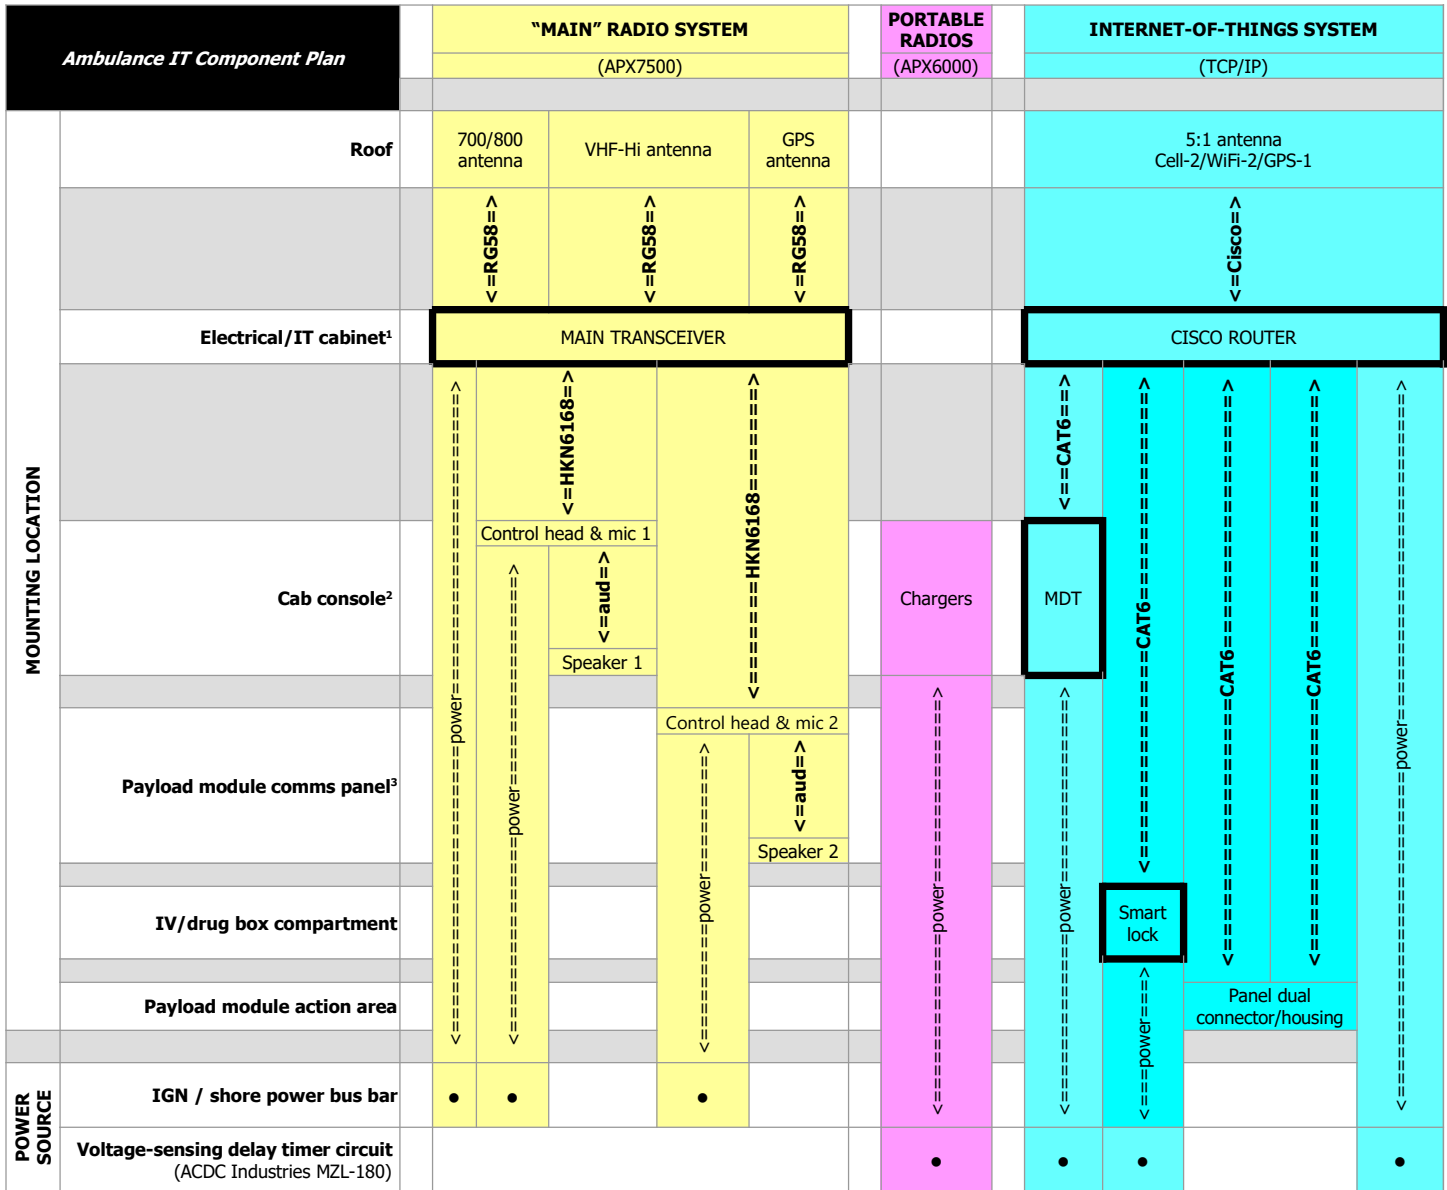 Ambulance IT Component Plan
“MAIN” RADIO SYSTEM
(APX7500)
PORTABLE
RADIOS
(APX6000)
INTERNET-OF-THINGS SYSTEM
(TCP/IP)
MOUNTING LOCATION
Roof
700/800
antenna
VHF-Hi antenna
GPS
antenna
5:1 antenna
Cell-2/WiFi-2/GPS-1
<=RG58=>
<=RG58=>
<=RG58=>
<=Cisco=>
Electrical/IT cabinet¹
MAIN TRANSCEIVER
CISCO ROUTER
<=HKN6168=======>
<=====HKN6168===========>
<==CAT6==>
Control head & mic 1
Cab console²
<=aud=>
Speaker 1
Chargers
MDT
Control head & mic 2
Payload module comms panel³
<=aud=>
Speaker 2
IV/drug box compartment
Smart
lock
Payload module action area
Panel dual
connector/housing
<=====power=====>
<=====power=====>
<=====power=====>
<=====power=====>
<=====power=====>
<===power===>
<=====power=====>
<=====CAT6=====>
<=====CAT6=====>
<=====CAT6=====>
POWER
SOURCE
IGN / shore power bus bar
● ● ●
Voltage-sensing delay timer circuit
(ACDC Industries MZL-180)
● ● ● ●